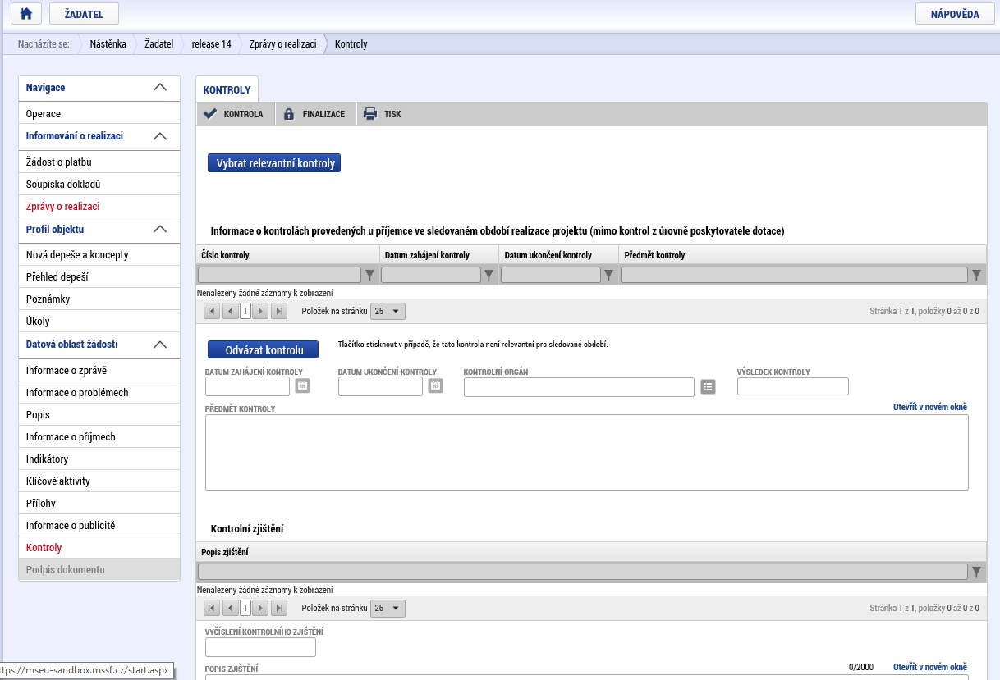 ŽADATEL
NÁPOVĚDA
Nacházíte se: Nástěnka Žadatel release 14 Zprávy o realizaci Kontroly
Navigace
Operace
Informování o realizaci
Žádost o platbu
Soupiska dokladů
Zprávy o realizaci
Profil objektu
Nová depeše a koncepty
Přehled depeší
Poznámky
Úkoly
Datová oblast žádosti
Informace o zprávě
Informace o problémech
Popis
Informace o příjmech
Indikátory
Klíčové aktivity
Přílohy
Informace o publicitě
Kontroly
Podpis dokumentu
KONTROLY
KONTROLA FINALIZACE TISK
Vybrat relevantní kontroly
Informace o kontrolách provedených u příjemce ve sledovaném období realizace projektu (mimo kontrol z úrovně poskytovatele dotace)
Číslo kontroly Datum zahájení kontroly Datum ukončení kontroly Předmět kontroly
Nenalezeny žádné záznamy k zobrazení
1 Položek na stránku 25 Stránka 1 z 1, položky 0 až 0 z 0
Odvázat kontrolu Tlačítko stisknout v případě, že tato kontrola není relevantní pro sledované období.
DATUM ZAHÁJENÍ KONTROLY DATUM UKONČENÍ KONTROLY KONTROLNÍ ORGÁN VÝSLEDEK KONTROLY
PŘEDMĚT KONTROLY Otevřít v novém okně
Kontrolní zjištění
Popis zjištění
Nenalezeny žádné záznamy k zobrazení
1 Položek na stránku 25 Stránka 1 z 1, položky 0 až 0 z 0
VYČÍSLENÍ KONTROLNÍHO ZJIŠTĚNÍ
POPIS ZJIŠTĚNÍ 0/2000 Otevřít v novém okně
ttps://mseu-sandbox.mssf.cz/start.aspx